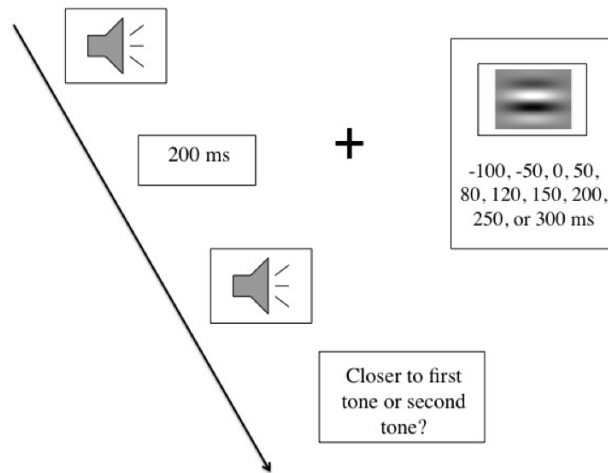 200 ms
+
-100, -50, 0, 50,
80, 120, 150, 200,
250, or 300 ms
Closer to first
tone or second
tone?